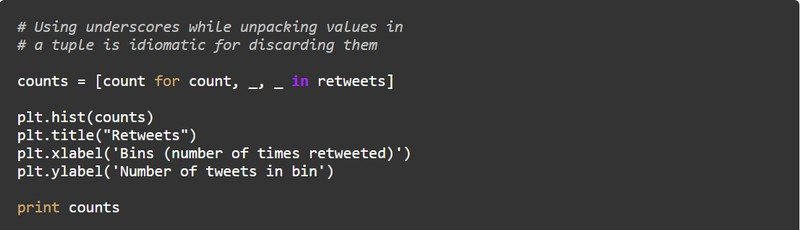 # Using underscores while unpacking values in
# a tuple is idiomatic for discarding them
counts = [count for count, _, _ in retweets]
plt.hist(counts)
plt.title("Retweets")
plt.xlabel('Bins (number of times retweeted)')
plt.ylabel('Number of tweets in bin')
print counts